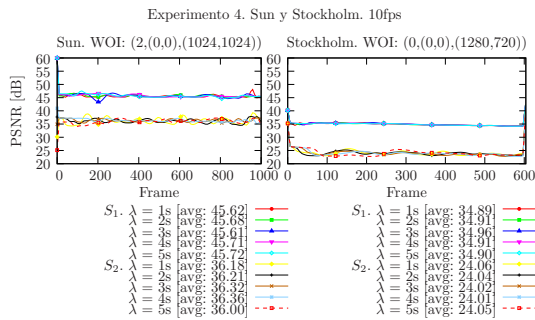 Experimento 4. Sun y Stockholm. 10fps
Sun. WOI: (2,(0,0),(1024,1024))
Stockholm. WOI: (0,(0,0),(1280,720))
PSNR [dB]
60
55
50
45
40
35
30
25
20
0 200 400 600 800 1000
Frame
60
55
50
45
40
35
30
25
20
0 100 200 300 400 500 600
Frame
S₁. λ = 1s [avg: 45.62]
λ = 2s [avg: 45.68]
λ = 3s [avg: 45.61]
λ = 4s [avg: 45.71]
λ = 5s [avg: 45.72]
S₂. λ = 1s [avg: 36.18]
λ = 2s [avg: 36.21]
λ = 3s [avg: 36.32]
λ = 4s [avg: 36.36]
λ = 5s [avg: 36.00]
S₁. λ = 1s [avg: 34.89]
λ = 2s [avg: 34.91]
λ = 3s [avg: 34.96]
λ = 4s [avg: 34.91]
λ = 5s [avg: 34.90]
S₂. λ = 1s [avg: 24.06]
λ = 2s [avg: 24.04]
λ = 3s [avg: 24.02]
λ = 4s [avg: 24.01]
λ = 5s [avg: 24.05]